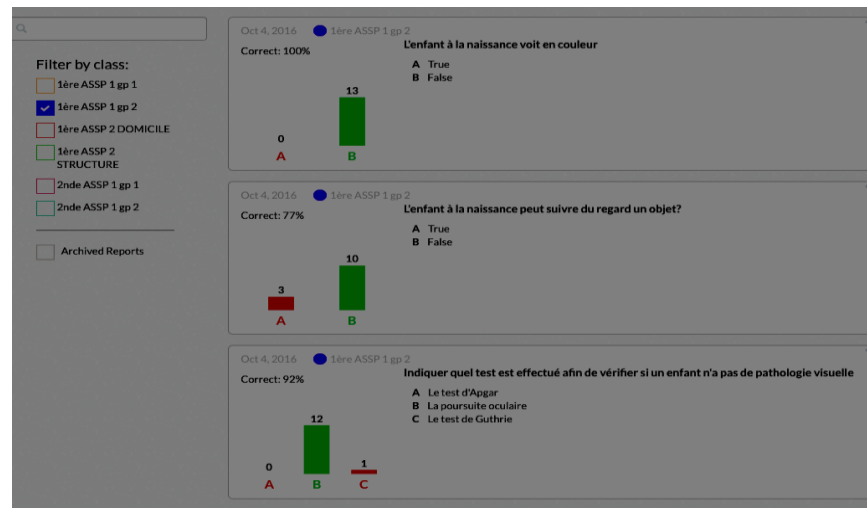 Filter by class:
1ère ASSP 1 gp 1
1ère ASSP 1 gp 2
1ère ASSP 2 DOMICILE
1ère ASSP 2
STRUCTURE
2nde ASSP 1 gp 1
2nde ASSP 1 gp 2
Archived Reports
Oct 4, 2016 1ère ASSP 1 gp 2
L'enfant à la naissance voit en couleur
Correct: 100%
A True
B False
13
0
A B
Oct 4, 2016 1ère ASSP 1 gp 2
L'enfant à la naissance peut suivre du regard un objet?
Correct: 77%
A True
B False
10
3
A B
Oct 4, 2016 1ère ASSP 1 gp 2
Indiquer quel test est effectué afin de vérifier si un enfant n'a pas de pathologie visuelle
Correct: 92%
A Le test d'Apgar
B La poursuite oculaire
C Le test de Guthrie
12
0 1
A B C